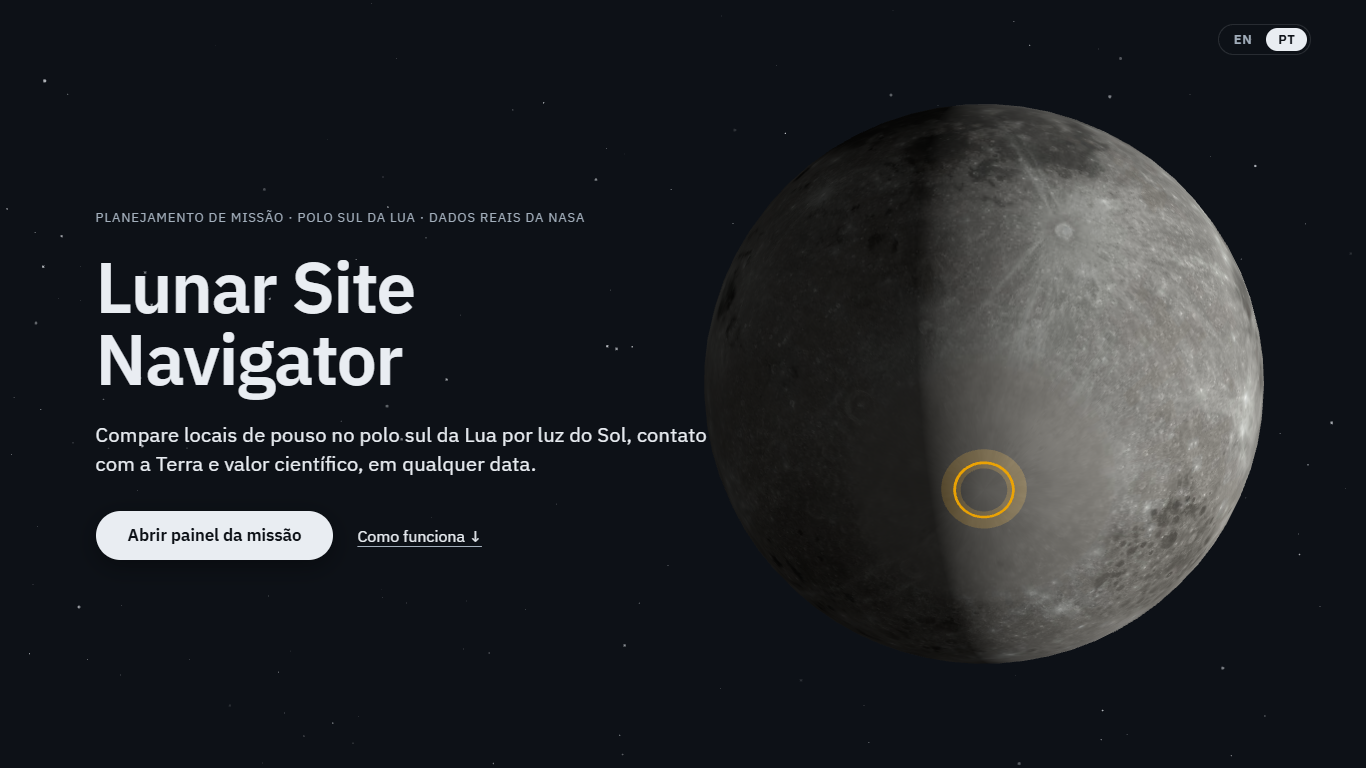 EN PT
PLANEJAMENTO DE MISSÃO · POLO SUL DA LUA · DADOS REAIS DA NASA
Lunar Site
Navigator
Compare locais de pouso no polo sul da Lua por luz do Sol, contato
com a Terra e valor científico, em qualquer data.
Abrir painel da missão
Como funciona ↓